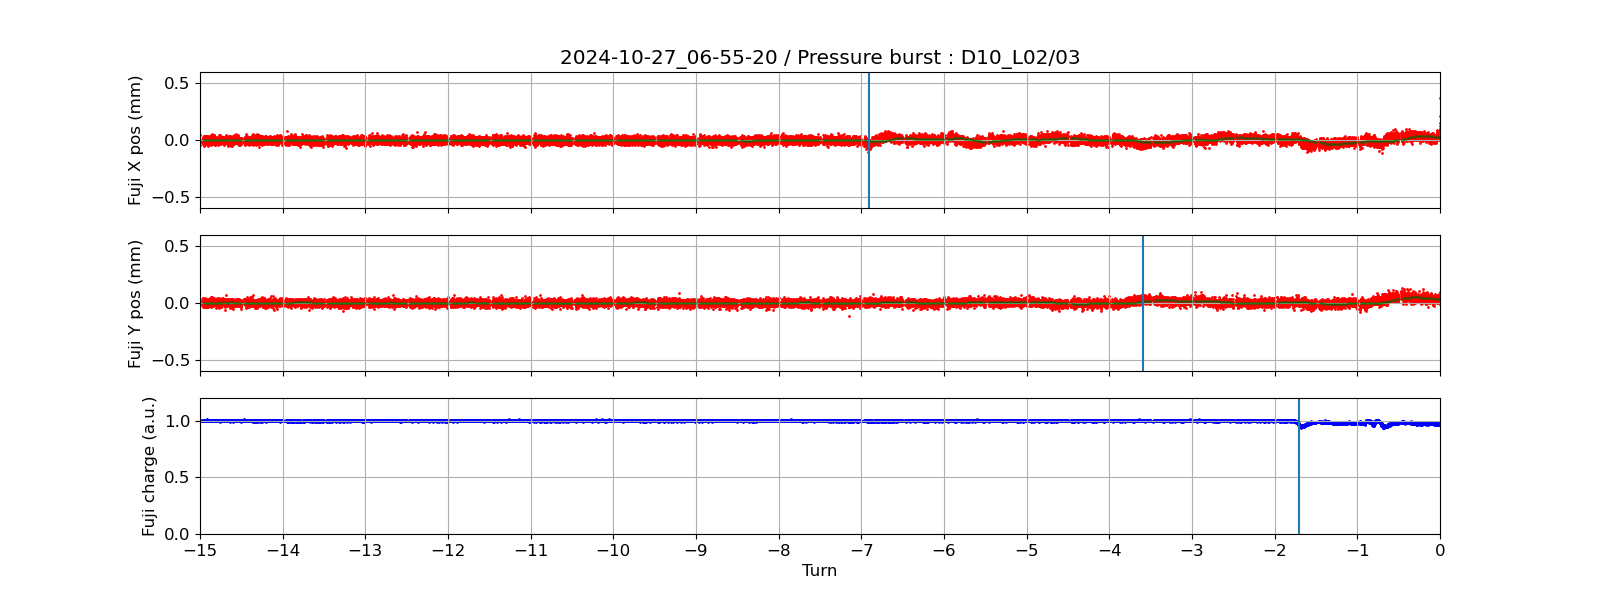 2024-10-27_06-55-20 / Pressure burst : D10_L02/03
Fuji X pos (mm)
0.5
0.0
−0.5
Fuji Y pos (mm)
0.5
0.0
−0.5
Fuji charge (a.u.)
1.0
0.5
0.0
−15 −14 −13 −12 −11 −10 −9 −8 −7 −6 −5 −4 −3 −2 −1 0
Turn